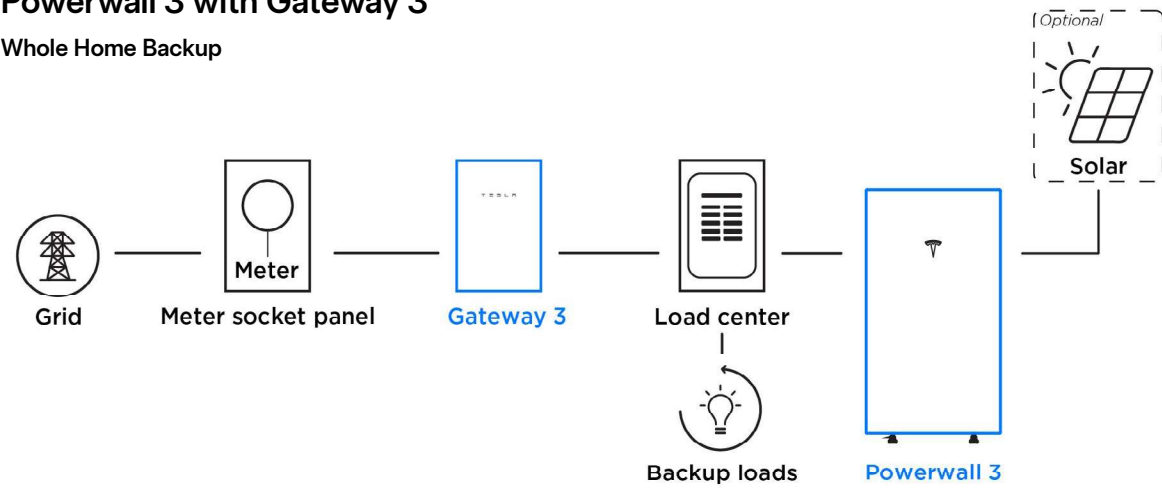 Powerwall 3 with Gateway 3
Whole Home Backup
Optional
Solar
TESLA
Meter
Grid
Meter socket panel
Gateway 3
Load center
Backup loads
Powerwall 3